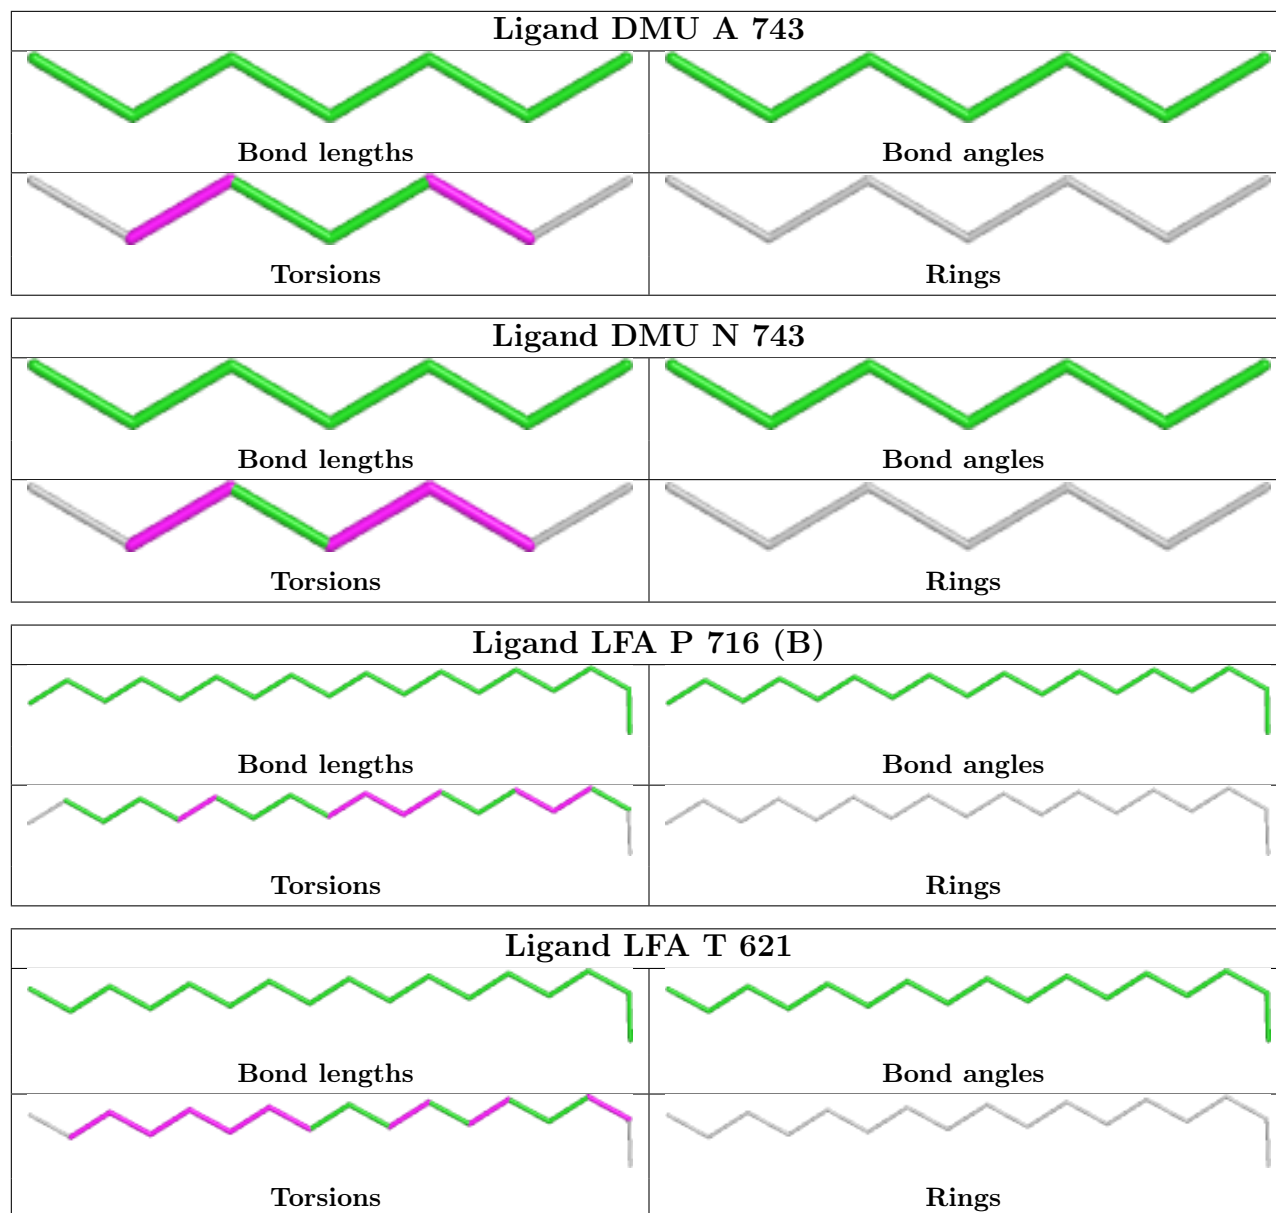 Ligand DMU A 743
Bond lengths
Bond angles
Torsions
Rings
Ligand DMU N 743
Bond lengths
Bond angles
Torsions
Rings
Ligand LFA P 716 (B)
Bond lengths
Bond angles
Torsions
Rings
Ligand LFA T 621
Bond lengths
Bond angles
Torsions
Rings